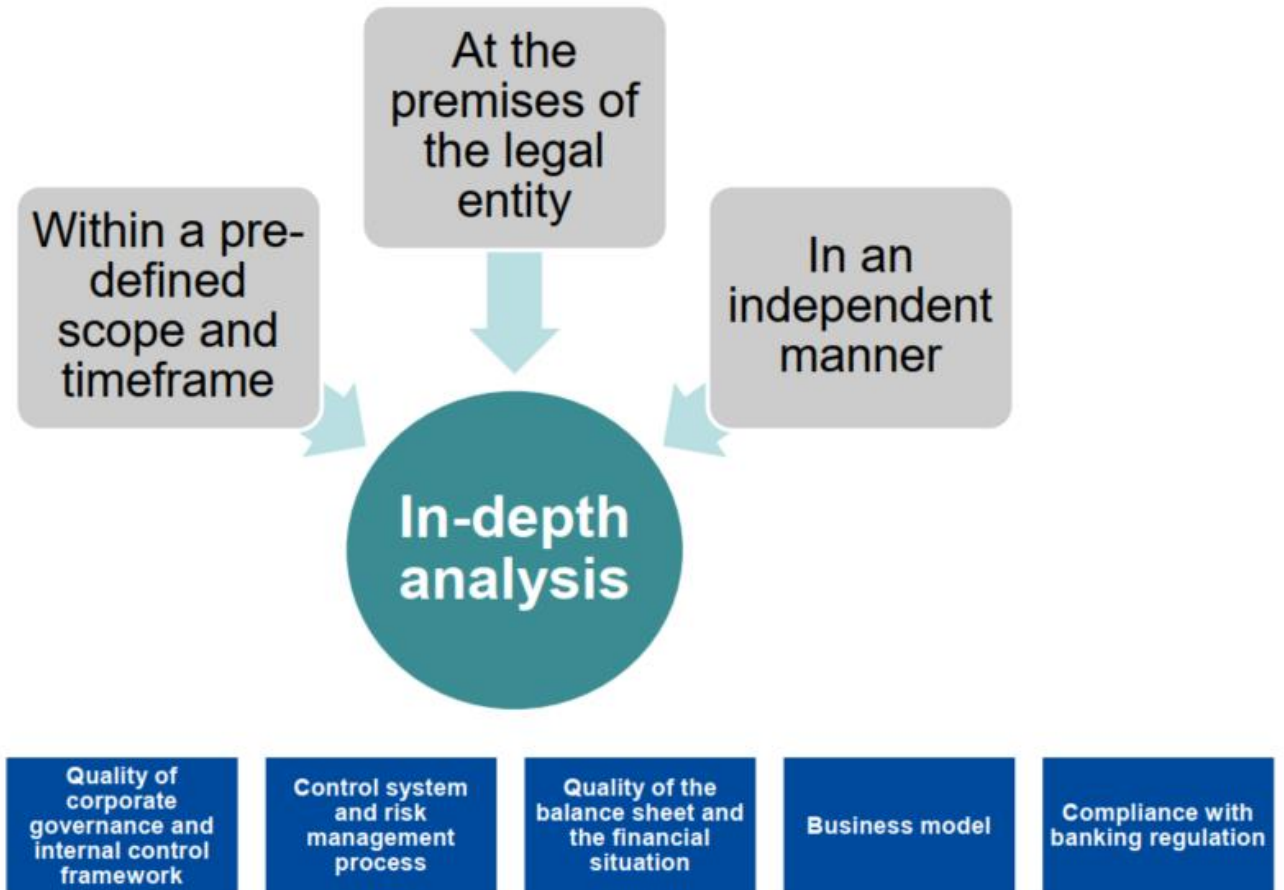 At the
premises of
the legal
entity
Within a pre-
defined
scope and
timeframe
In an
independent
manner
In-depth
analysis
Quality of
corporate
governance and
internal control
framework
Control system
and risk
management
process
Quality of the
balance sheet and
the financial
situation
Business model
Compliance with
banking regulation